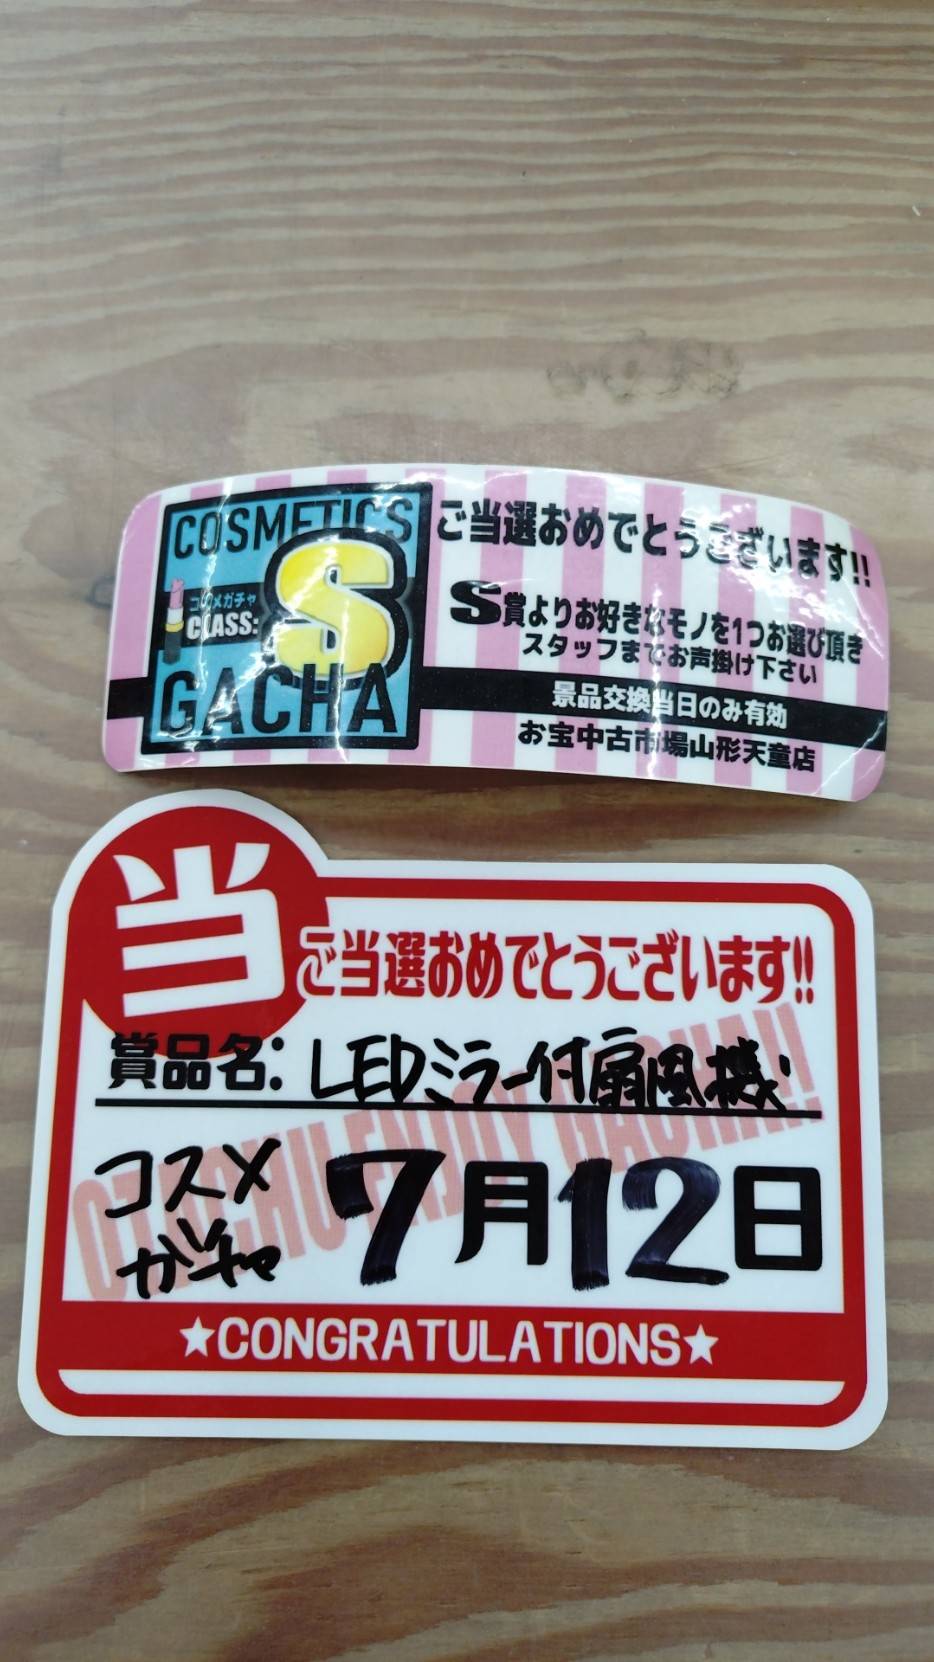 COSMETICS
コスメガチャ
CLASS:
S
GACHA
ご当選おめでとうございます!!
S賞よりお好きなモノを1つお選び頂き
スタッフまでお声掛け下さい
景品交換当日のみ有効
お宝中古市場山形天童店
当
ご当選おめでとうございます!!
賞品名: LEDミラー付扇風機
OTACHU ENJOY GACHA!!
コスメ
ガチャ
7月12日
★CONGRATULATIONS★